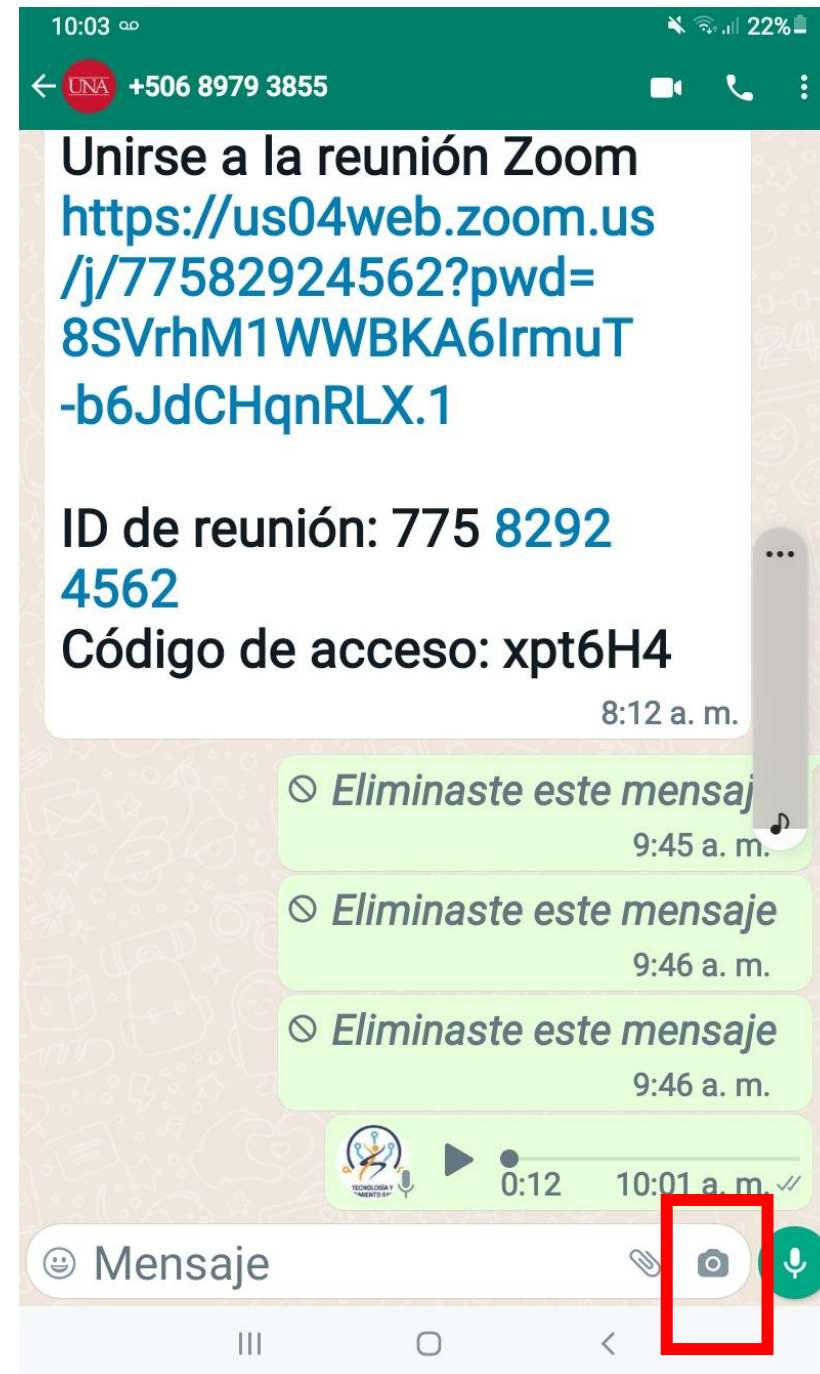 10:03 22%
UNA +506 8979 3855
Unirse a la reunión Zoom
https://us04web.zoom.us
/j/77582924562?pwd=
8SVrhM1WWBKA6IrmuT
-b6JdCHqnRLX.1
ID de reunión: 775 8292
4562
Código de acceso: xpt6H4
8:12 a. m.
Eliminaste este mensaj
9:45 a. m.
Eliminaste este mensaje
9:46 a. m.
Eliminaste este mensaje
9:46 a. m.
TECNOLOGÍA Y
0:12 10:01 a. m.
Mensaje